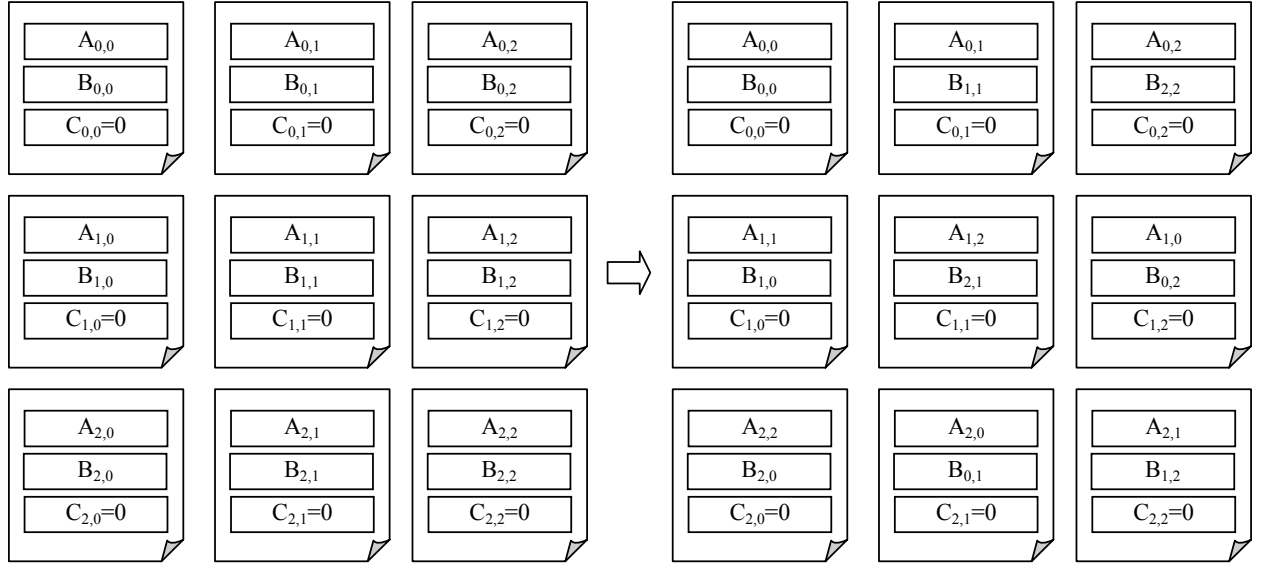 A0,0 A0,1 A0,2 A0,0 A0,1 A0,2
B0,0 B0,1 B0,2 B0,0 B1,1 B2,2
C0,0=0 C0,1=0 C0,2=0 C0,0=0 C0,1=0 C0,2=0
A1,0 A1,1 A1,2 A1,1 A1,2 A1,0
B1,0 B1,1 B1,2 B1,0 B2,1 B0,2
C1,0=0 C1,1=0 C1,2=0 C1,0=0 C1,1=0 C1,2=0
A2,0 A2,1 A2,2 A2,2 A2,0 A2,1
B2,0 B2,1 B2,2 B2,0 B0,1 B1,2
C2,0=0 C2,1=0 C2,2=0 C2,0=0 C2,1=0 C2,2=0